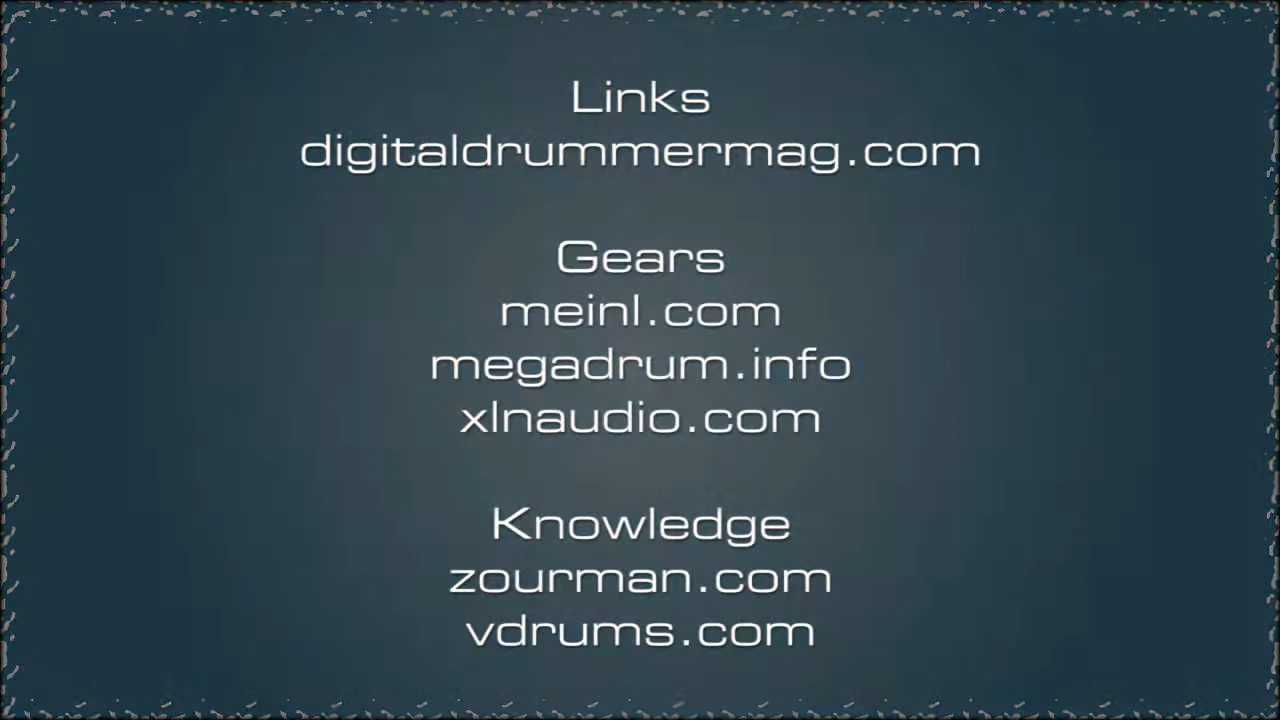 Links
digitaldrummermag.com
Gears
meinl.com
megadrum.info
xlnaudio.com
Knowledge
zourman.com
vdrums.com